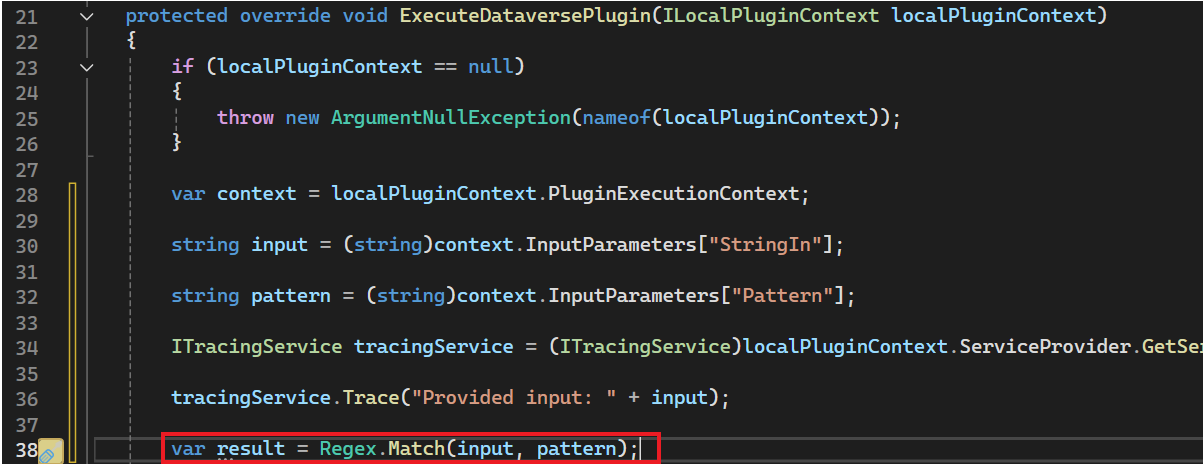 21 protected override void ExecuteDataversePlugin(ILocalPluginContext localPluginContext)
22 {
23 if (localPluginContext == null)
24 {
25 throw new ArgumentNullException(nameof(localPluginContext));
26 }
27
28 var context = localPluginContext.PluginExecutionContext;
29
30 string input = (string)context.InputParameters["StringIn"];
31
32 string pattern = (string)context.InputParameters["Pattern"];
33
34 ITracingService tracingService = (ITracingService)localPluginContext.ServiceProvider.GetSer
35
36 tracingService.Trace("Provided input: " + input);
37
38 var result = Regex.Match(input, pattern);